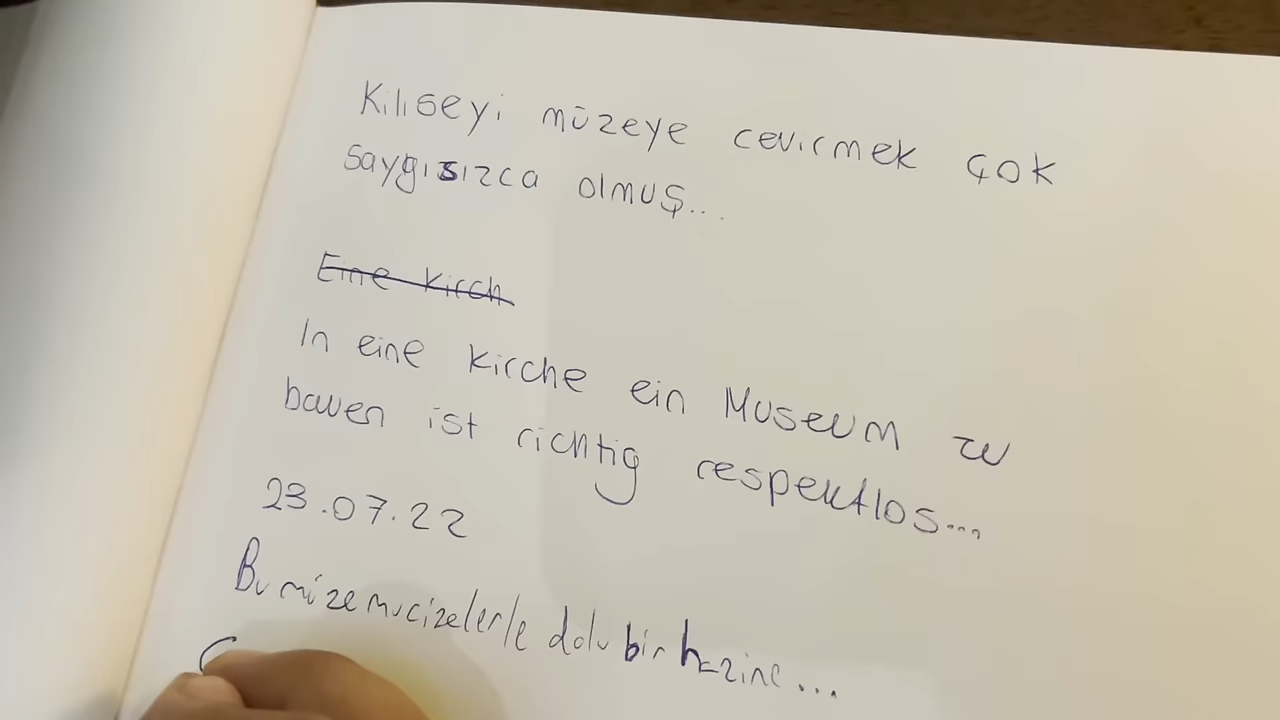 Kiliseyi müzeye cevirmek çok
saygısızca olmuş...
Eine Kirch
In eine Kirche ein Museum zu
bauen ist richtig respektlos...
23.07.22
Bu müze mucizelerle dolu bir hazine...